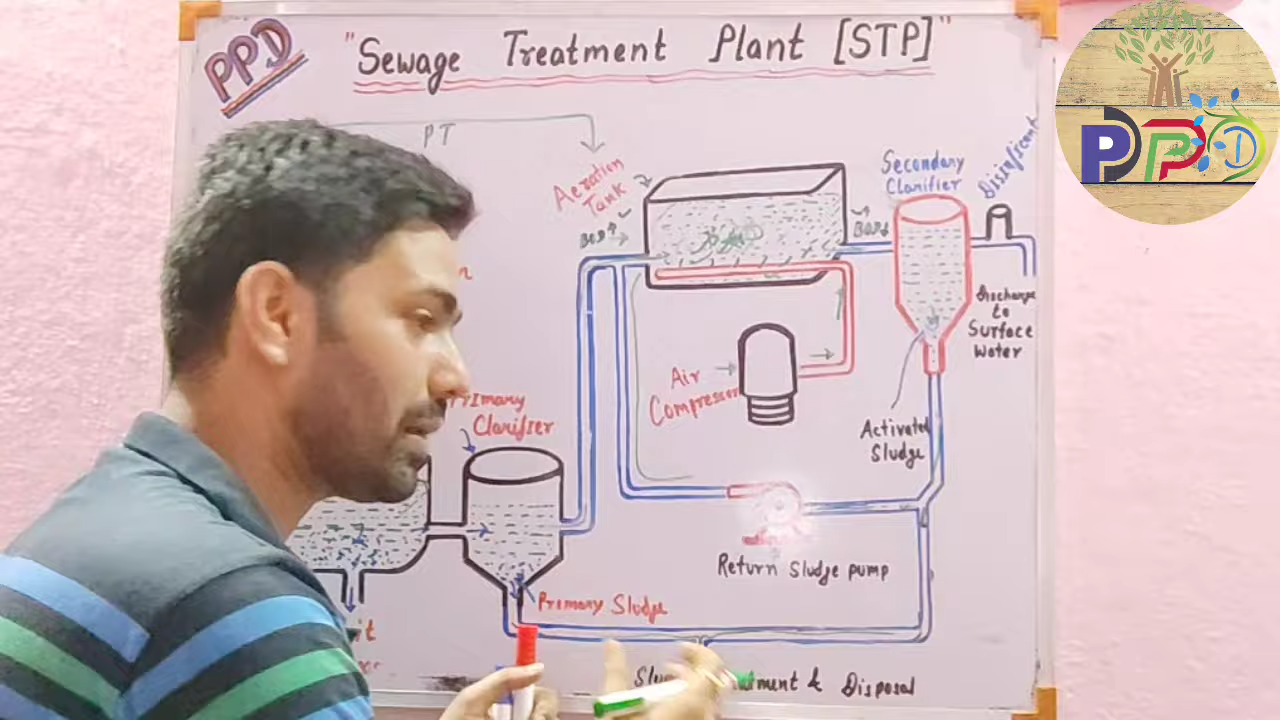 PPD
"Sewage Treatment Plant [STP]"
PPD
PT
Aeration
Tank
BOD↑
BOD↓
Secondary
Clarifier
Disinfectant
Discharge
to
Surface
Water
Air
Compressor
Primary
Clarifier
Activated
Sludge
Return Sludge pump
Primary Sludge
& Disposal